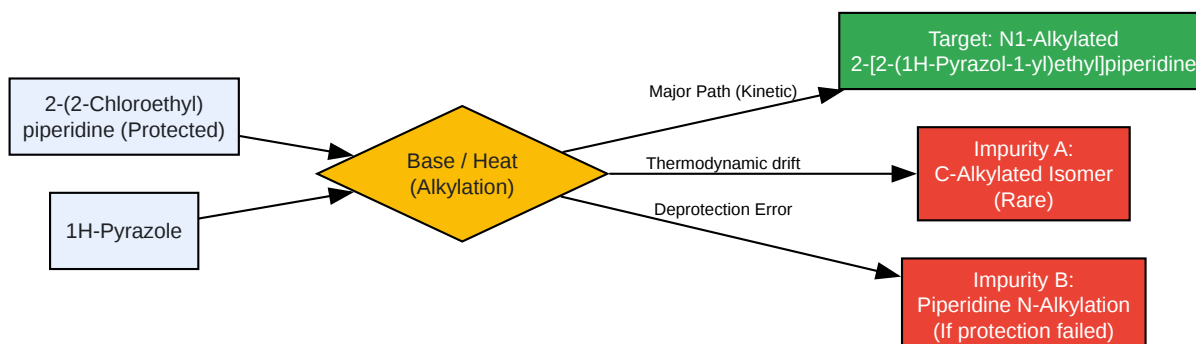 2-(2-Chloroethyl)
piperidine (Protected)
1H-Pyrazole
Base / Heat
(Alkylation)
Major Path (Kinetic)
Thermodynamic drift
Deprotection Error
Target: N1-Alkylated
2-[2-(1H-Pyrazol-1-yl)ethyl]piperidine
Impurity A:
C-Alkylated Isomer
(Rare)
Impurity B:
Piperidine N-Alkylation
(If protection failed)